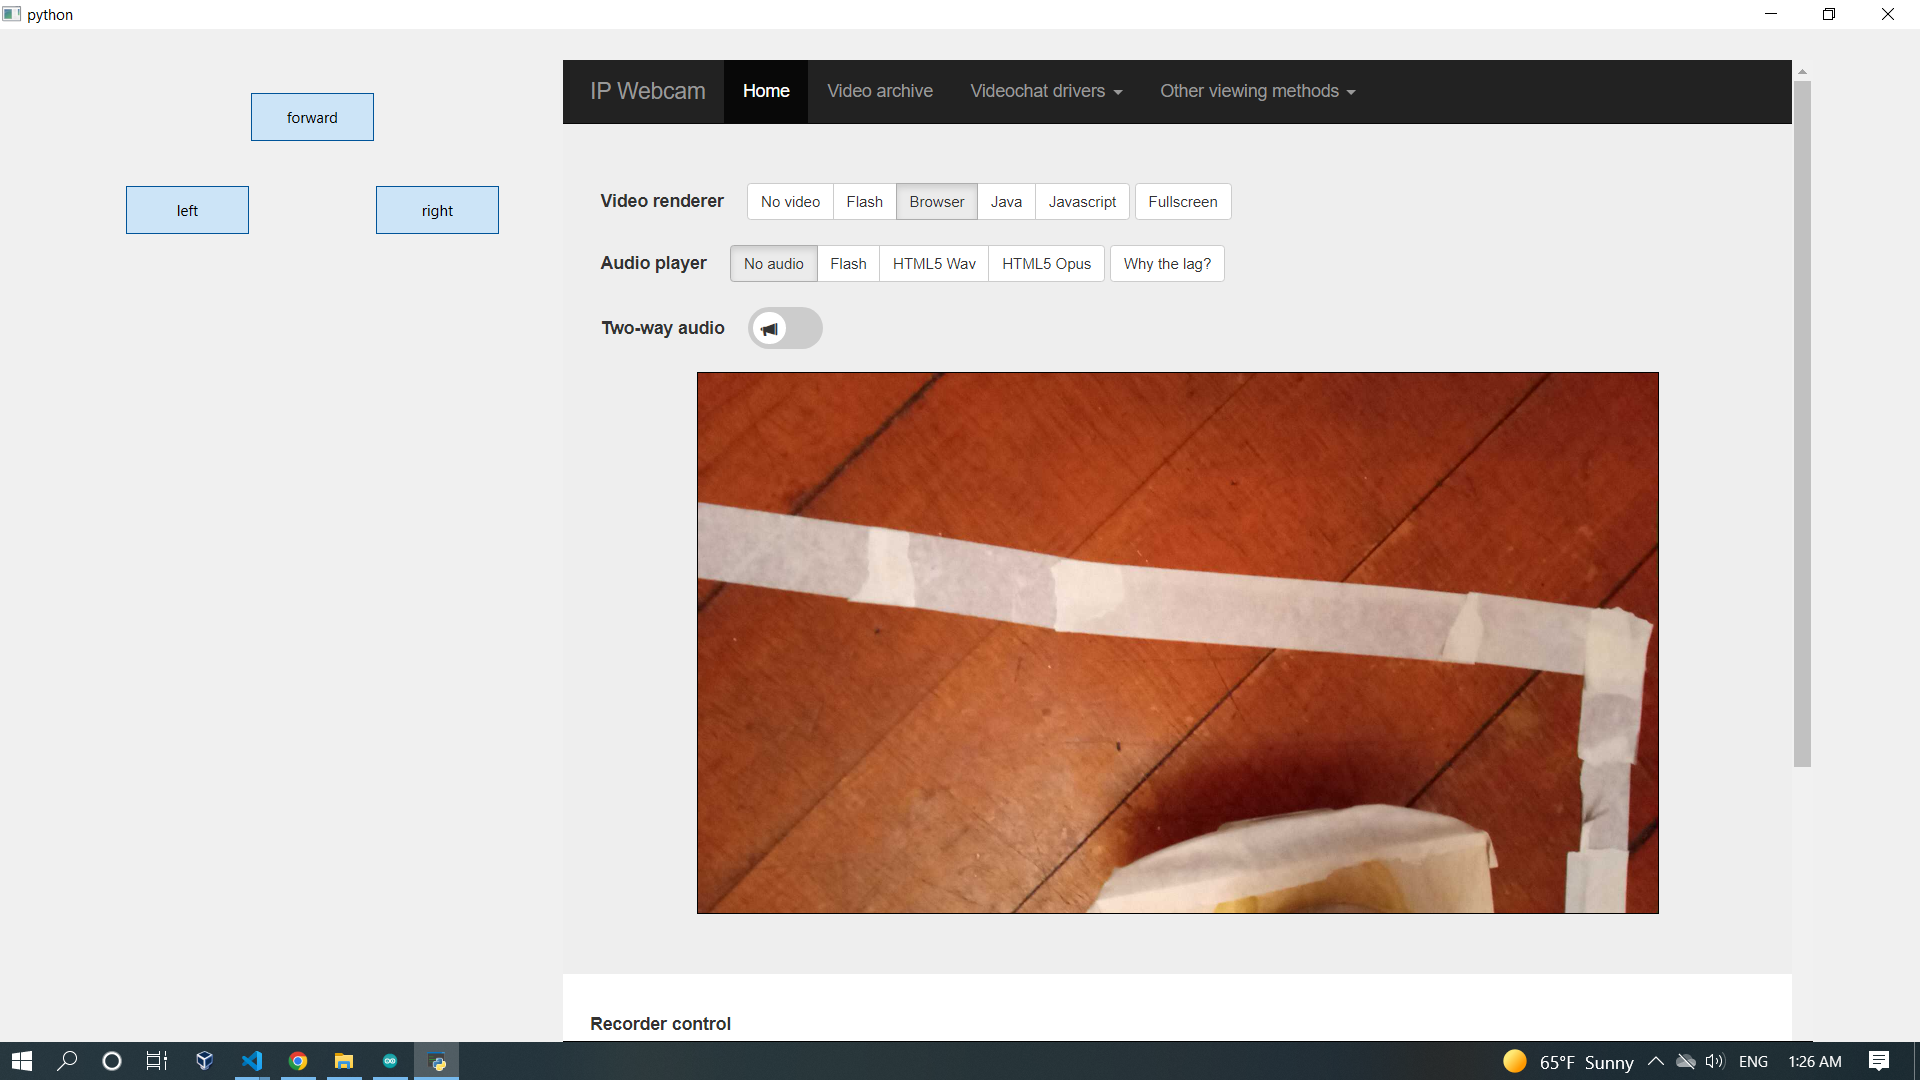 python
forward
left
right
IP Webcam Home Video archive Videochat drivers Other viewing methods
Video renderer No video Flash Browser Java Javascript Fullscreen
Audio player No audio Flash HTML5 Wav HTML5 Opus Why the lag?
Two-way audio
Recorder control
65°F Sunny ENG 1:26 AM